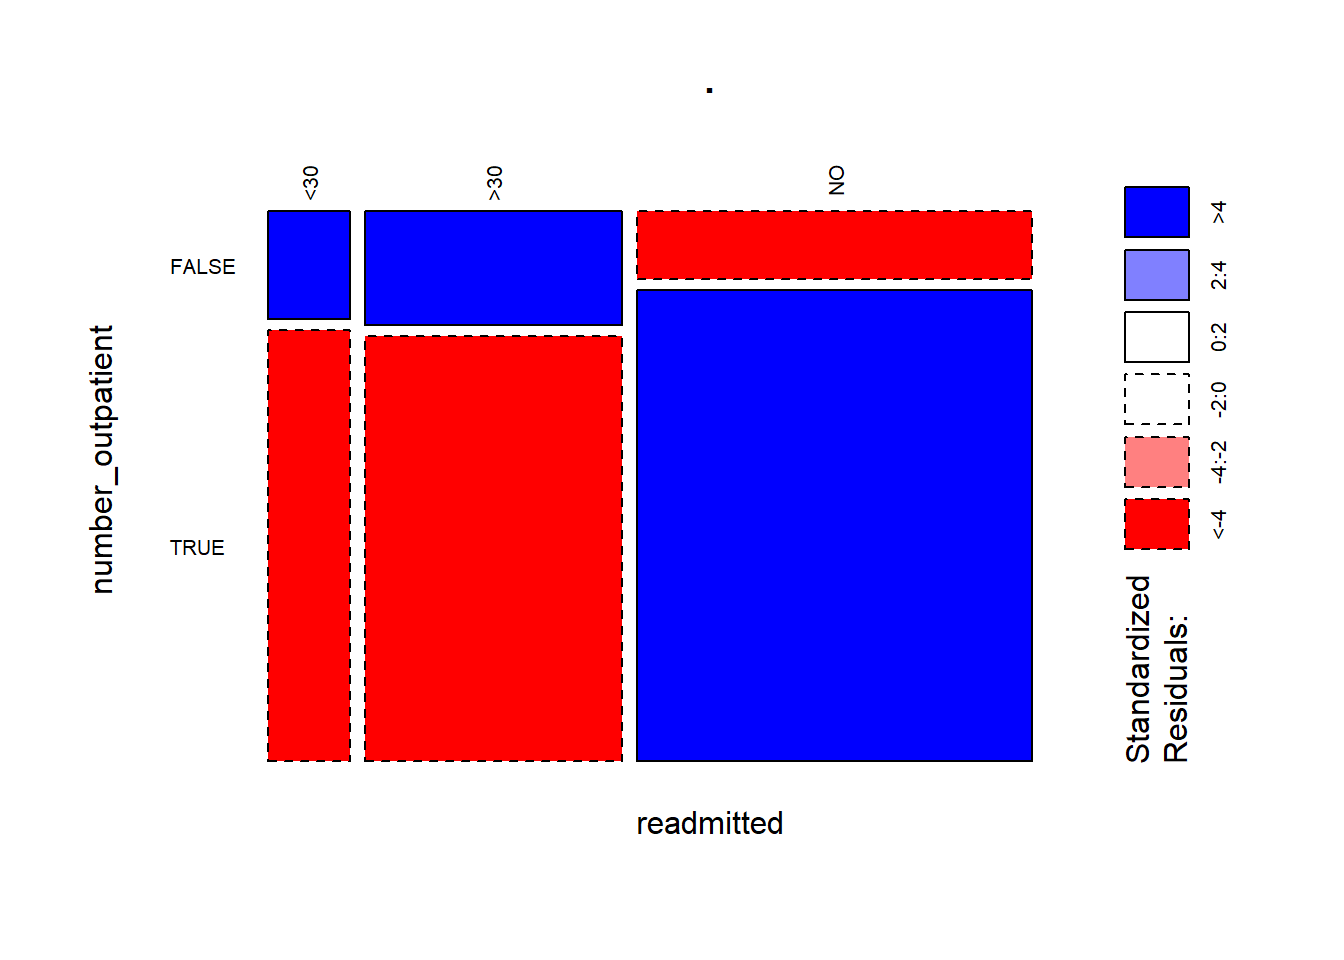 .
<30
>30
NO
FALSE
TRUE
number_outpatient
readmitted
>4
2:4
0:2
-2:0
-4:-2
<-4
Standardized
Residuals: